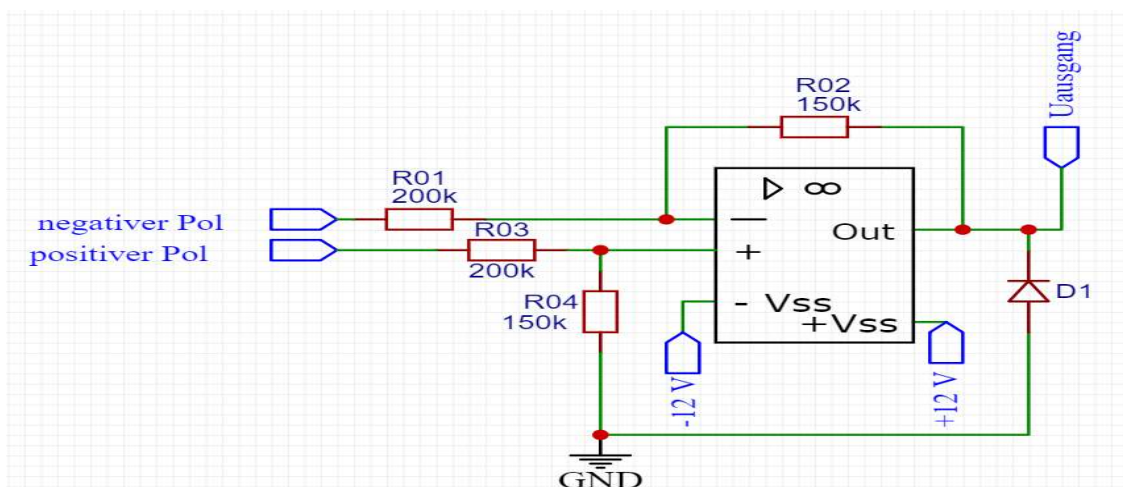 R02
150k
Uausgang
R01
200k
negativer Pol
R03
positiver Pol
200k
R04
150k
∞
—
Out
+
- Vss
+Vss
D1
-12 V
+12 V
GND